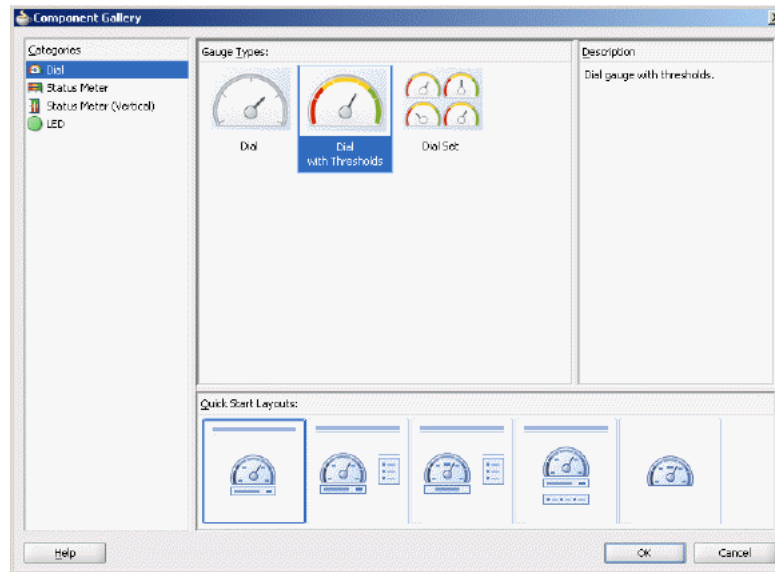 Component Gallery
Categories
Dial
Status Meter
Status Meter (Vertical)
LED
Gauge Types:
Dial
Dial
with Thresholds
Dial Set
Description
Dial gauge with thresholds.
Quick Start Layouts:
Help
OK
Cancel